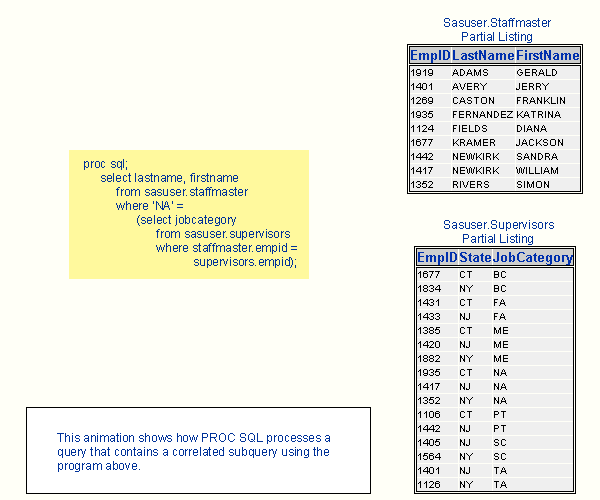 Sasuser.Staffmaster
Partial Listing
EmpID LastName FirstName
1919 ADAMS GERALD
1401 AVERY JERRY
1269 CASTON FRANKLIN
1935 FERNANDEZ KATRINA
1124 FIELDS DIANA
1677 KRAMER JACKSON
1442 NEWKIRK SANDRA
1417 NEWKIRK WILLIAM
1352 RIVERS SIMON
proc sql;
select lastname, firstname
from sasuser.staffmaster
where 'NA' =
(select jobcategory
from sasuser.supervisors
where staffmaster.empid =
supervisors.empid);
Sasuser.Supervisors
Partial Listing
EmpID State JobCategory
1677 CT BC
1834 NY BC
1431 CT FA
1433 NJ FA
1385 CT ME
1420 NJ ME
1882 NY ME
1935 CT NA
1417 NJ NA
1352 NY NA
1106 CT PT
1442 NJ PT
1405 NJ SC
1564 NY SC
1401 NJ TA
1126 NY TA
This animation shows how PROC SQL processes a
query that contains a correlated subquery using the
program above.